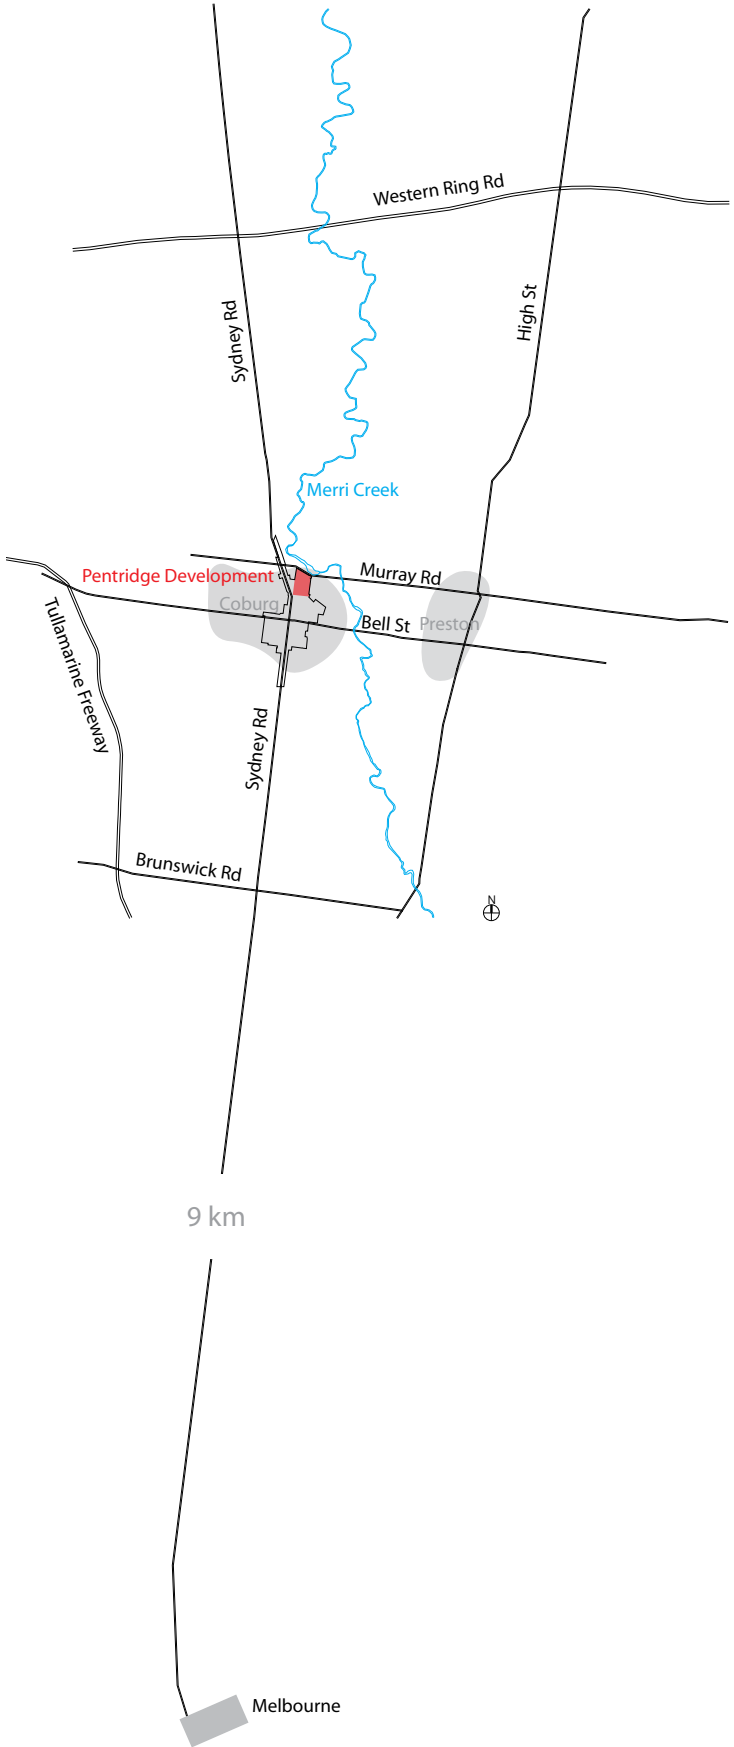 Western Ring Rd
Sydney Rd
High St
Merri Creek
Murray Rd
Pentridge Development
Coburg
Bell St
Preston
Tullamarine Freeway
Sydney Rd
Brunswick Rd
N
9 km
Melbourne